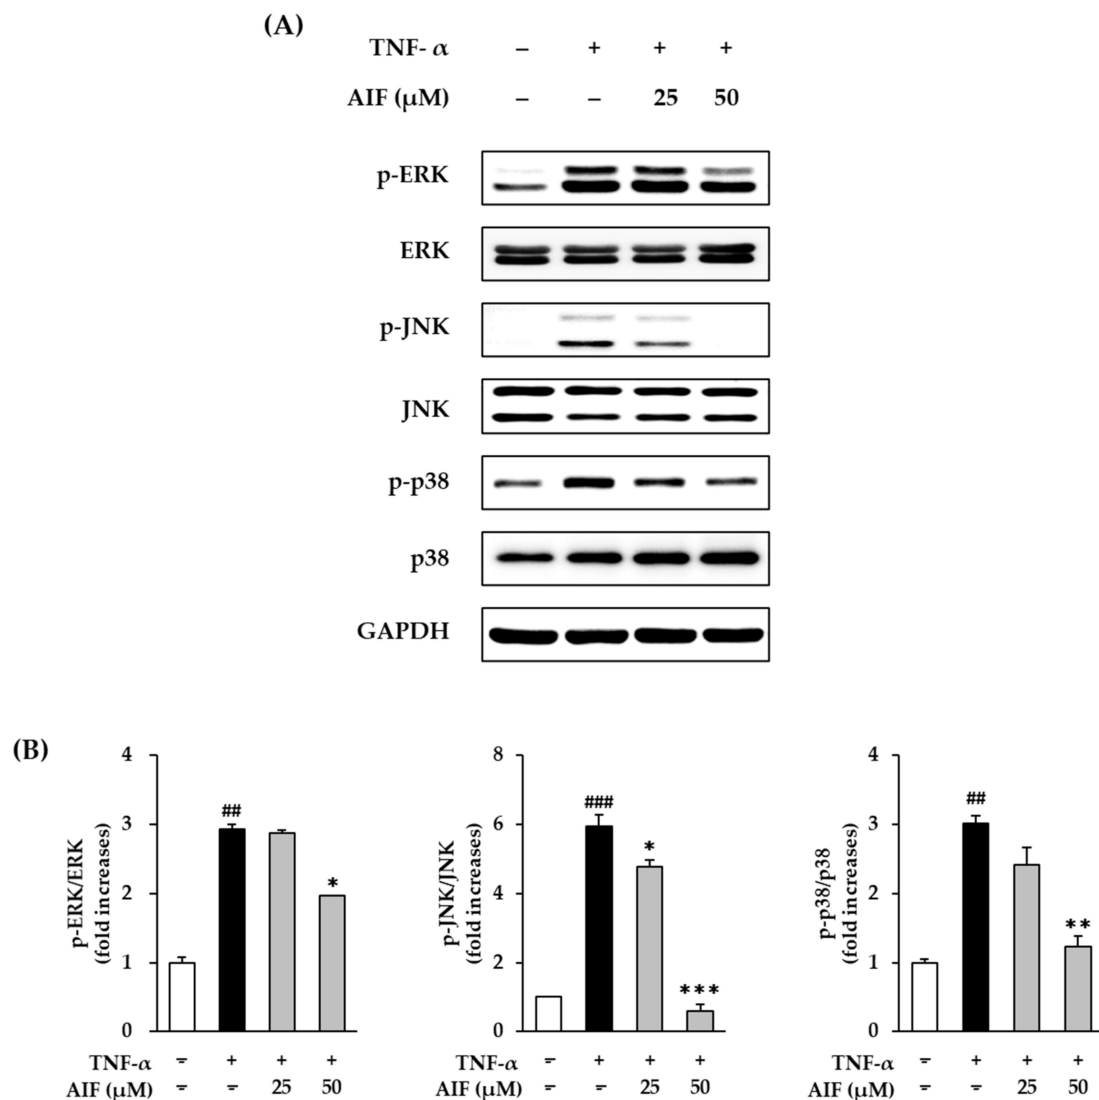 (A)
TNF- α – + + +
AIF (µM) – – 25 50
p-ERK
ERK
p-JNK
JNK
p-p38
p38
GAPDH
(B)
p-ERK/ERK
(fold increases)
4
3
2
1
0
##
*
TNF-α - + + +
AIF (µM) - - 25 50
p-JNK/JNK
(fold increases)
8
6
4
2
0
###
*
***
TNF-α - + + +
AIF (µM) - - 25 50
p-p38/p38
(fold increases)
4
3
2
1
0
##
**
TNF-α - + + +
AIF (µM) - - 25 50